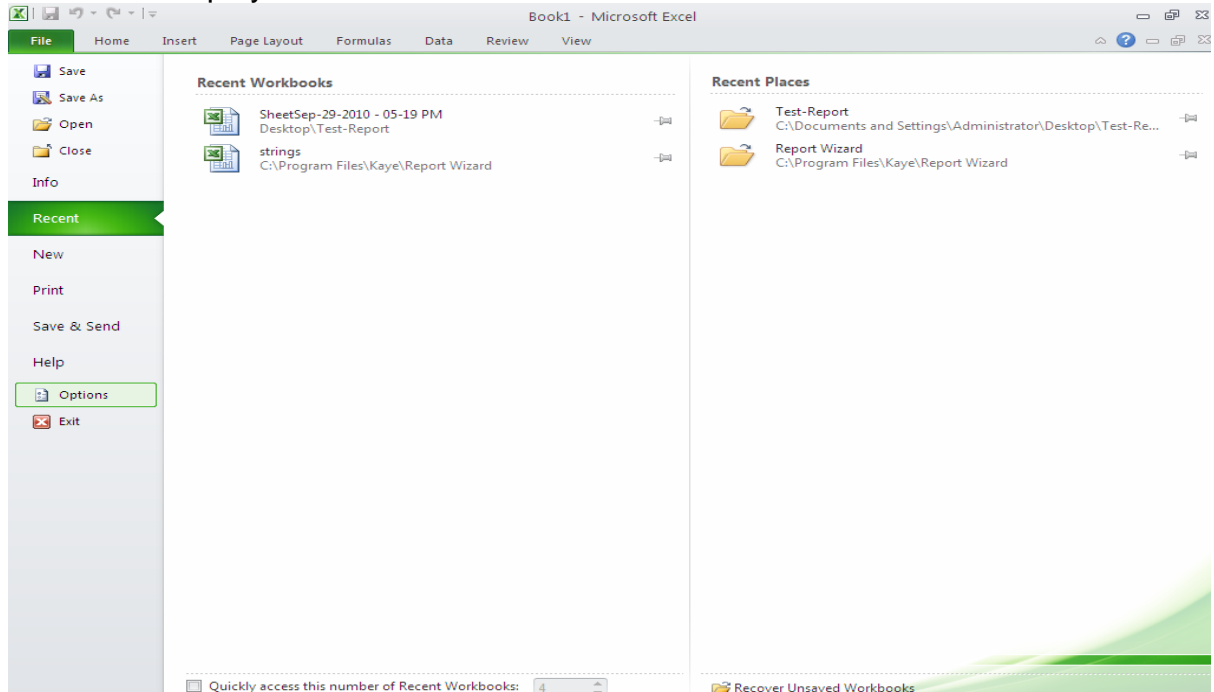 Book1 - Microsoft Excel
File Home Insert Page Layout Formulas Data Review View
Save
Save As
Open
Close
Info
Recent
New
Print
Save & Send
Help
Options
Exit
Recent Workbooks
SheetSep-29-2010 - 05-19 PM
Desktop\Test-Report
strings
C:\Program Files\Kaye\Report Wizard
Quickly access this number of Recent Workbooks: 4
Recent Places
Test-Report
C:\Documents and Settings\Administrator\Desktop\Test-Re...
Report Wizard
C:\Program Files\Kaye\Report Wizard
Recover Unsaved Workbooks